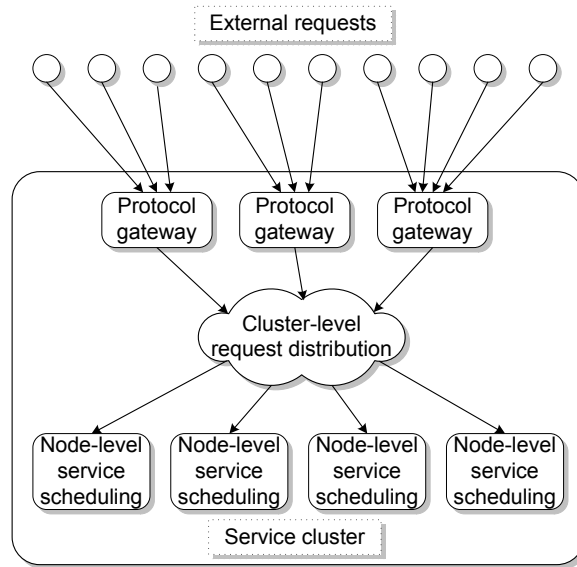 External requests
Protocol
gateway
Protocol
gateway
Protocol
gateway
Cluster-level
request distribution
Node-level
service
scheduling
Node-level
service
scheduling
Node-level
service
scheduling
Node-level
service
scheduling
Service cluster